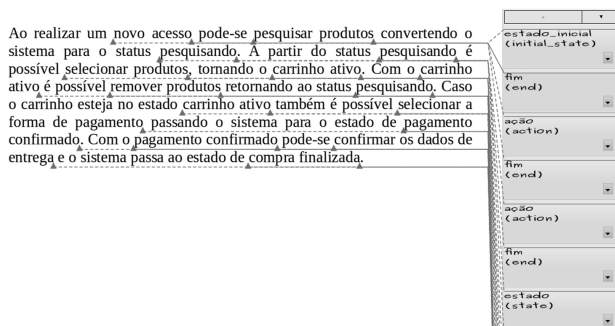 Ao realizar um novo acesso pode-se pesquisar produtos convertendo o
sistema para o status pesquisando. A partir do status pesquisando é
possível selecionar produtos, tornando o carrinho ativo. Com o carrinho
ativo é possível remover produtos retornando ao status pesquisando. Caso
o carrinho esteja no estado carrinho ativo também é possível selecionar a
forma de pagamento passando o sistema para o estado de pagamento
confirmado. Com o pagamento confirmado pode-se confirmar os dados de
entrega e o sistema passa ao estado de compra finalizada.
estado_inicial
(initial_state)
fim
(end)
ação
(action)
fim
(end)
ação
(action)
fim
(end)
estado
(state)